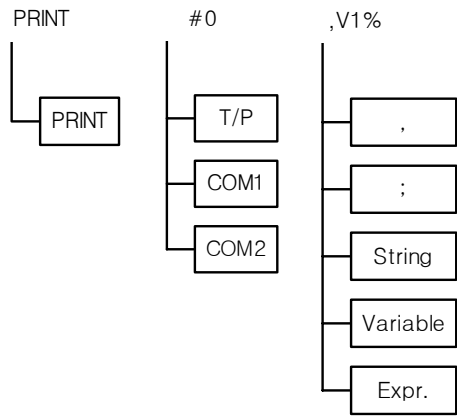 PRINT #0 ,V1%
PRINT
T/P
COM1
COM2
,
;
String
Variable
Expr.